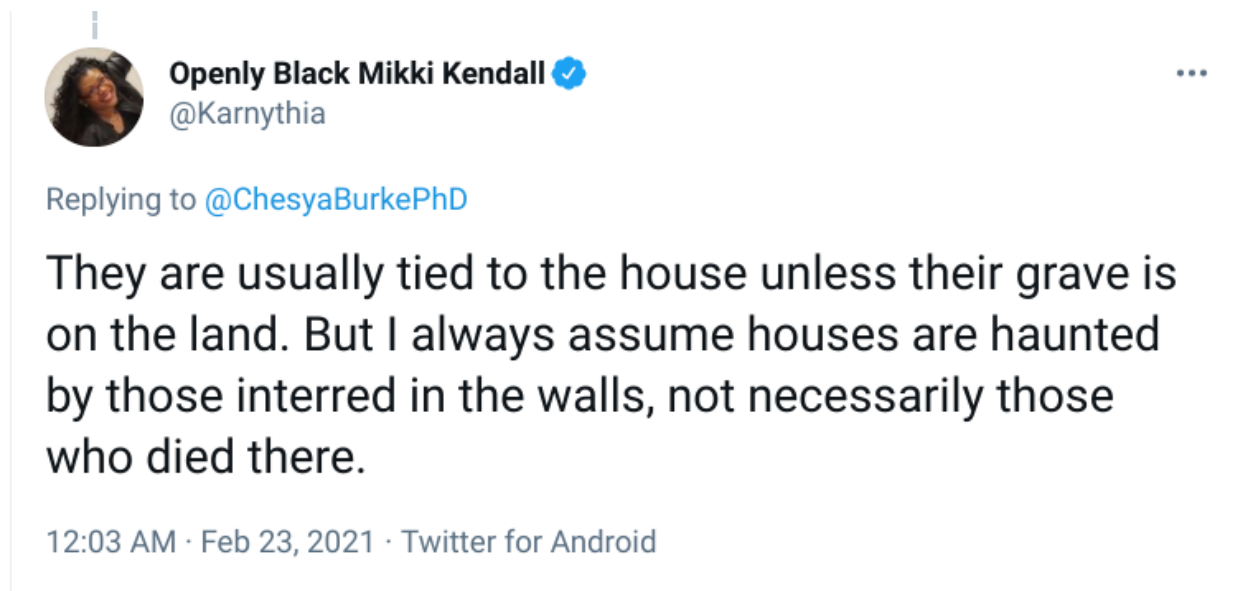 Openly Black Mikki Kendall
@Karnythia
Replying to @ChesyaBurkePhD
They are usually tied to the house unless their grave is
on the land. But I always assume houses are haunted
by those interred in the walls, not necessarily those
who died there.
12:03 AM · Feb 23, 2021 · Twitter for Android